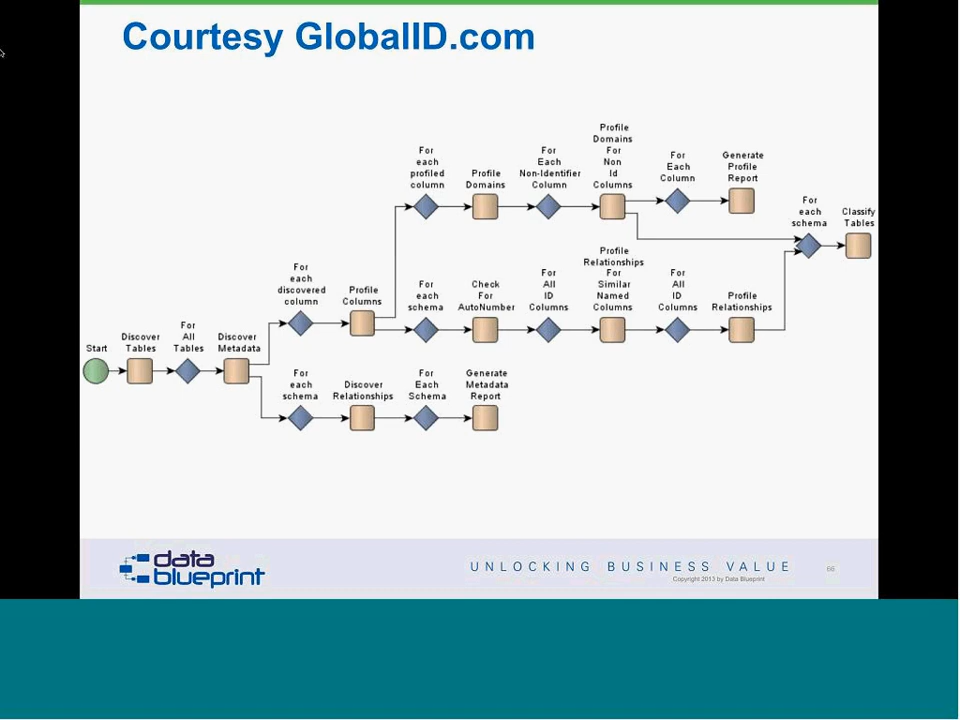 Courtesy GlobalID.com
Profile
Domains
For
Non
Id
Columns
For
each
profiled
column
Profile
Domains
For
Each
Non-Identifier
Column
For
Each
Column
Generate
Profile
Report
For
each
schema
Classify
Tables
For
each
discovered
column
Profile
Columns
For
each
schema
Check
For
AutoNumber
For
All
ID
Columns
Profile
Relationships
For
Similar
Named
Columns
For
All
ID
Columns
Profile
Relationships
Start
Discover
Tables
For
All
Tables
Discover
Metadata
For
each
schema
Discover
Relationships
For
Each
Schema
Generate
Metadata
Report
data
blueprint
UNLOCKING BUSINESS VALUE
Copyright 2013 by Data Blueprint
66